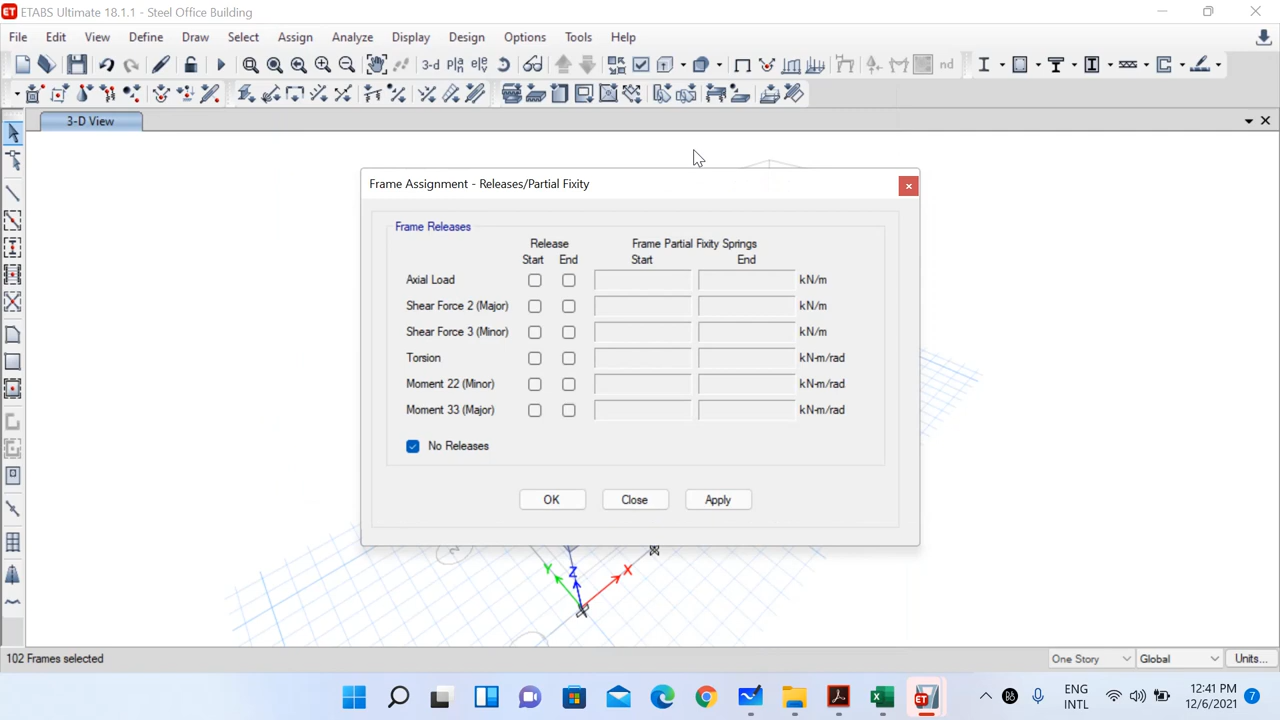 ETABS Ultimate 18.1.1 - Steel Office Building
File Edit View Define Draw Select Assign Analyze Display Design Options Tools Help
3-d nd
3-D View
Frame Assignment - Releases/Partial Fixity
Frame Releases
Release Frame Partial Fixity Springs
Start End Start End
Axial Load kN/m
Shear Force 2 (Major) kN/m
Shear Force 3 (Minor) kN/m
Torsion kN-m/rad
Moment 22 (Minor) kN-m/rad
Moment 33 (Major) kN-m/rad
No Releases
OK Close Apply
Y Z X
102 Frames selected One Story Global Units...
ENG
INTL
12:41 PM
12/6/2021
7